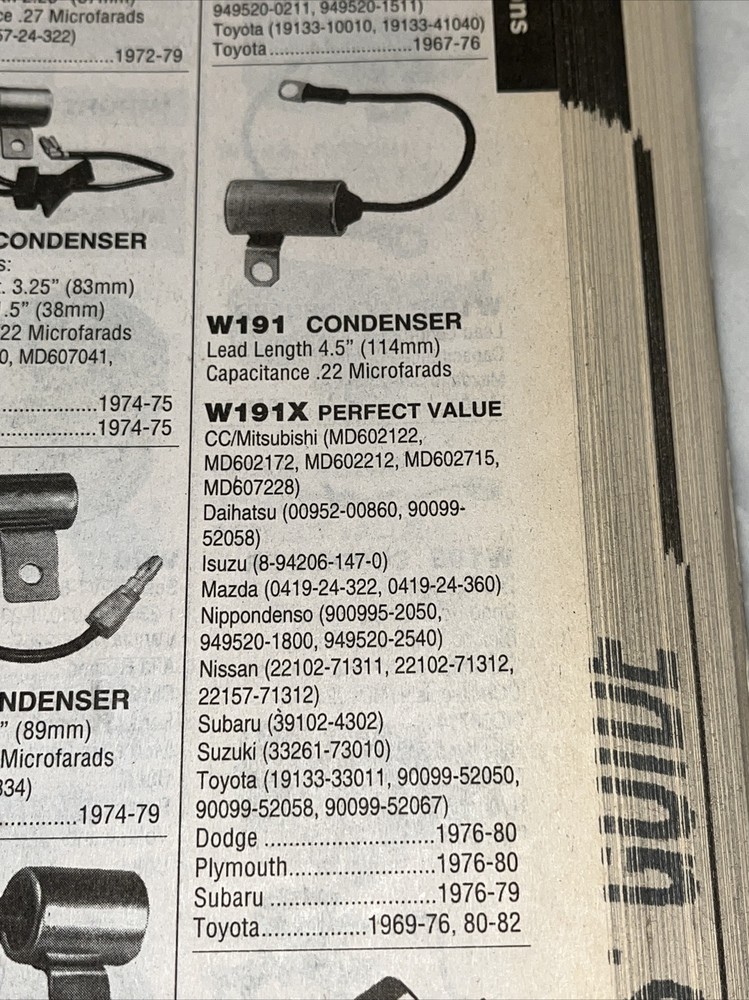 .27 Microfarads
57-24-322)
1972-79
CONDENSER
3.25” (83mm)
.5” (38mm)
22 Microfarads
0, MD607041,
1974-75
1974-75
NDENSER
” (89mm)
Microfarads
334)
1974-79
949520-0211, 949520-1511)
Toyota (19133-10010, 19133-41040)
Toyota..............................1967-76
W191 CONDENSER
Lead Length 4.5” (114mm)
Capacitance .22 Microfarads
W191X PERFECT VALUE
CC/Mitsubishi (MD602122,
MD602172, MD602212, MD602715,
MD607228)
Daihatsu (00952-00860, 90099-
52058)
Isuzu (8-94206-147-0)
Mazda (0419-24-322, 0419-24-360)
Nippondenso (900995-2050,
949520-1800, 949520-2540)
Nissan (22102-71311, 22102-71312,
22157-71312)
Subaru (39102-4302)
Suzuki (33261-73010)
Toyota (19133-33011, 90099-52050,
90099-52058, 90099-52067)
Dodge ............................1976-80
Plymouth........................1976-80
Subaru ...........................1976-79
Toyota.................1969-76, 80-82
ns
GUIDE